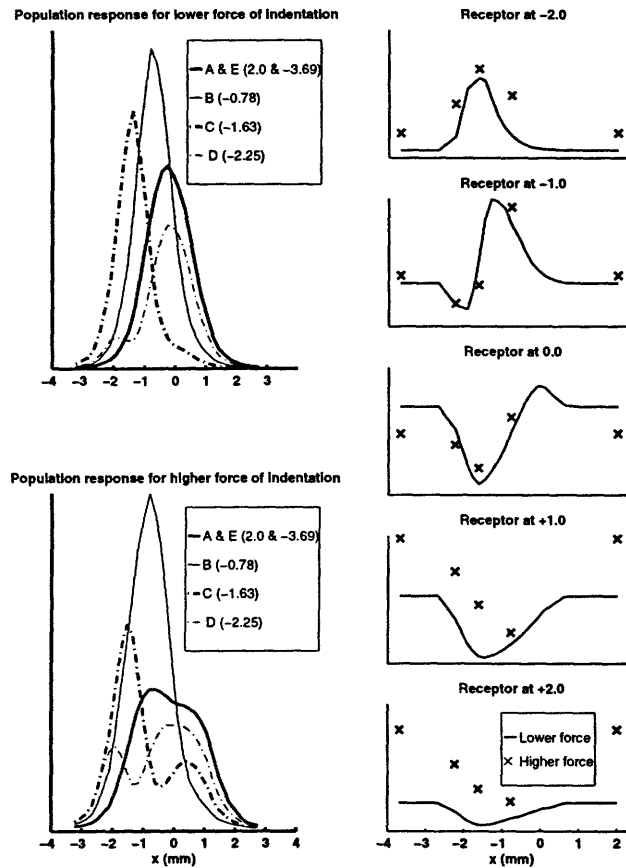 Population response for lower force of indentation
A & E (2.0 & −3.69)
B (−0.78)
C (−1.63)
D (−2.25)
−4 −3 −2 −1 0 1 2 3 4
Population response for higher force of indentation
A & E (2.0 & −3.69)
B (−0.78)
C (−1.63)
D (−2.25)
−4 −3 −2 −1 0 1 2 3 4
x (mm)
Receptor at −2.0
Receptor at −1.0
Receptor at 0.0
Receptor at +1.0
Receptor at +2.0
Lower force
Higher force
−4 −3 −2 −1 0 1 2
x (mm)